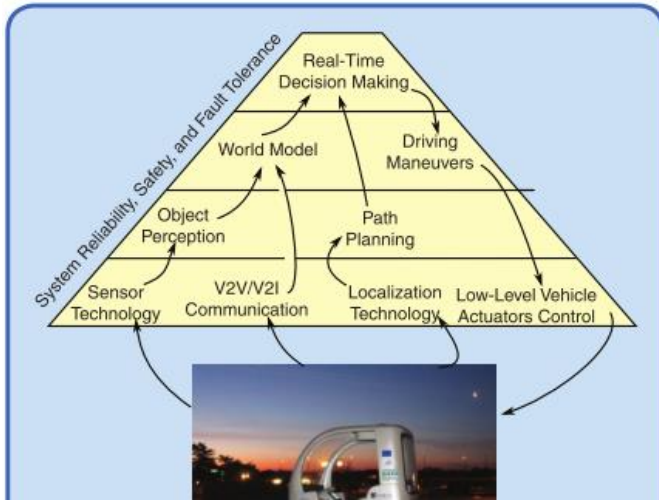 System Reliability, Safety, and Fault Tolerance
Real-Time
Decision Making
World Model
Driving
Maneuvers
Object
Perception
Path
Planning
Sensor
Technology
V2V/V2I
Communication
Localization
Technology
Low-Level Vehicle
Actuators Control